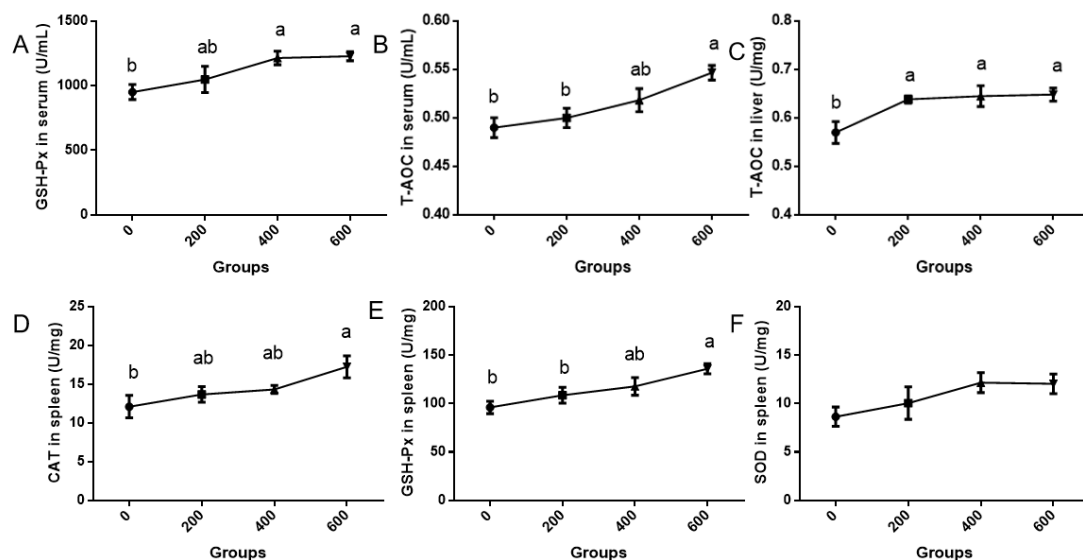 A
GSH-Px in serum (U/mL)
1500
1000
500
0
b
ab
a
a
0
200
400
600
Groups
B
T-AOC in serum (U/mL)
0.60
0.55
0.50
0.45
0.40
b
b
ab
a
0
200
400
600
Groups
C
T-AOC in liver (U/mg)
0.8
0.7
0.6
0.5
0.4
b
a
a
a
0
200
400
600
Groups
D
CAT in spleen (U/mg)
25
20
15
10
5
0
b
ab
ab
a
0
200
400
600
Groups
E
GSH-Px in spleen (U/mg)
200
150
100
50
0
b
b
ab
a
0
200
400
600
Groups
F
SOD in spleen (U/mg)
20
15
10
5
0
0
200
400
600
Groups